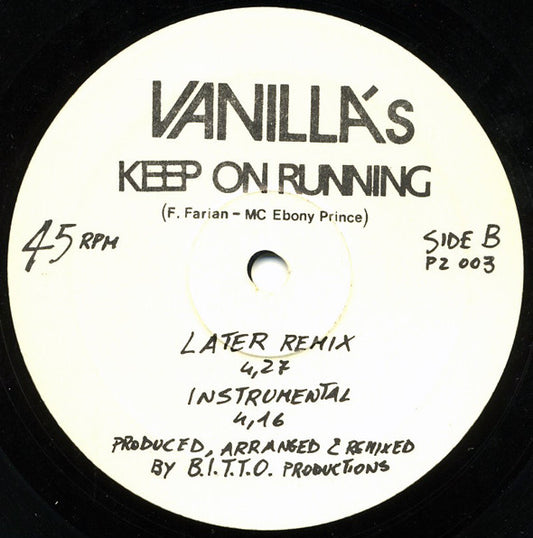 VANILLA's
KEEP ON RUNNING
(F. Farian - MC Ebony Prince)
45 RPM
SIDE B
PZ 003
LATER REMIX
4,27
INSTRUMENTAL
4,16
PRODUCED, ARRANGED & REMIXED
BY B.I.T.T.O. PRODUCTIONS